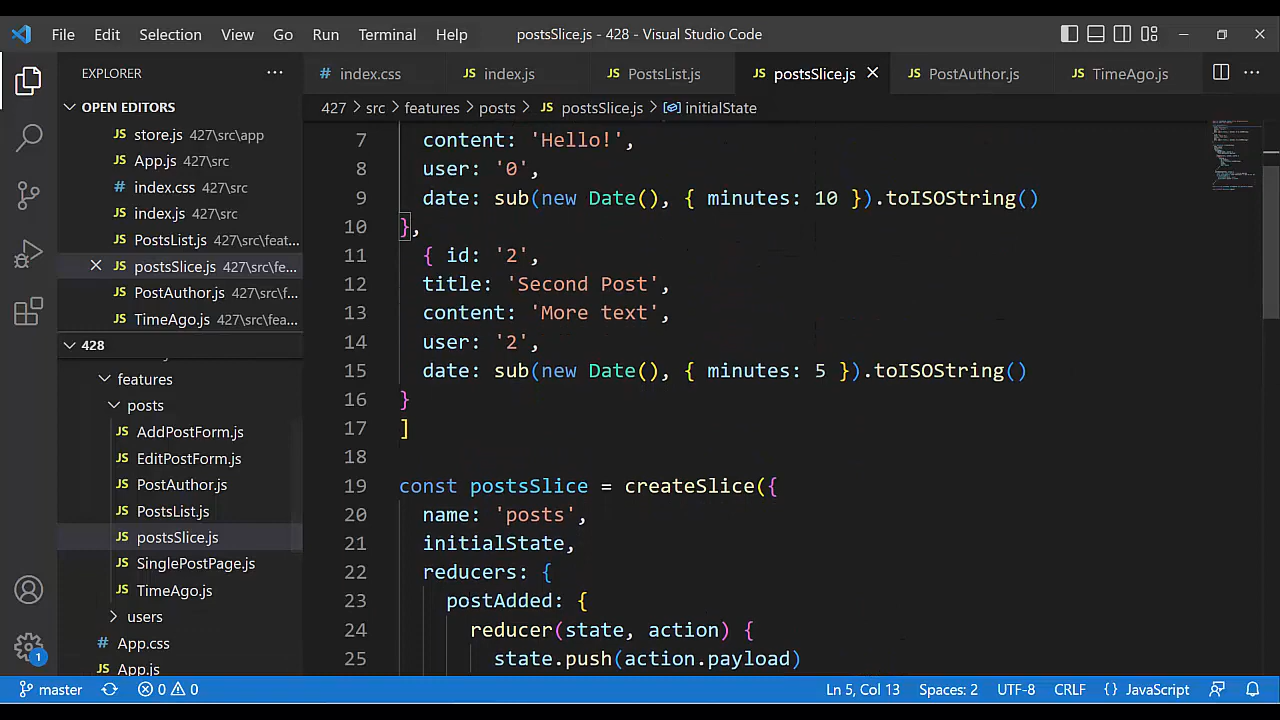 File Edit Selection View Go Run Terminal Help postsSlice.js - 428 - Visual Studio Code
EXPLORER
OPEN EDITORS
JS store.js 427\src\app
JS App.js 427\src
# index.css 427\src
JS index.js 427\src
JS PostsList.js 427\src\feat...
JS postsSlice.js 427\src\fe...
JS PostAuthor.js 427\src\f...
JS TimeAgo.js 427\src\fea...
428
features
posts
JS AddPostForm.js
JS EditPostForm.js
JS PostAuthor.js
JS PostsList.js
JS postsSlice.js
JS SinglePostPage.js
JS TimeAgo.js
users
# App.css
JS App.js
1
# index.css JS index.js JS PostsList.js JS postsSlice.js JS PostAuthor.js JS TimeAgo.js
427 > src > features > posts > JS postsSlice.js > initialState
7 content: 'Hello!',
8 user: '0',
9 date: sub(new Date(), { minutes: 10 }).toISOString()
10 },
11 { id: '2',
12 title: 'Second Post',
13 content: 'More text',
14 user: '2',
15 date: sub(new Date(), { minutes: 5 }).toISOString()
16 }
17 ]
18
19 const postsSlice = createSlice({
20 name: 'posts',
21 initialState,
22 reducers: {
23 postAdded: {
24 reducer(state, action) {
25 state.push(action.payload)
master 0 0 Ln 5, Col 13 Spaces: 2 UTF-8 CRLF {} JavaScript